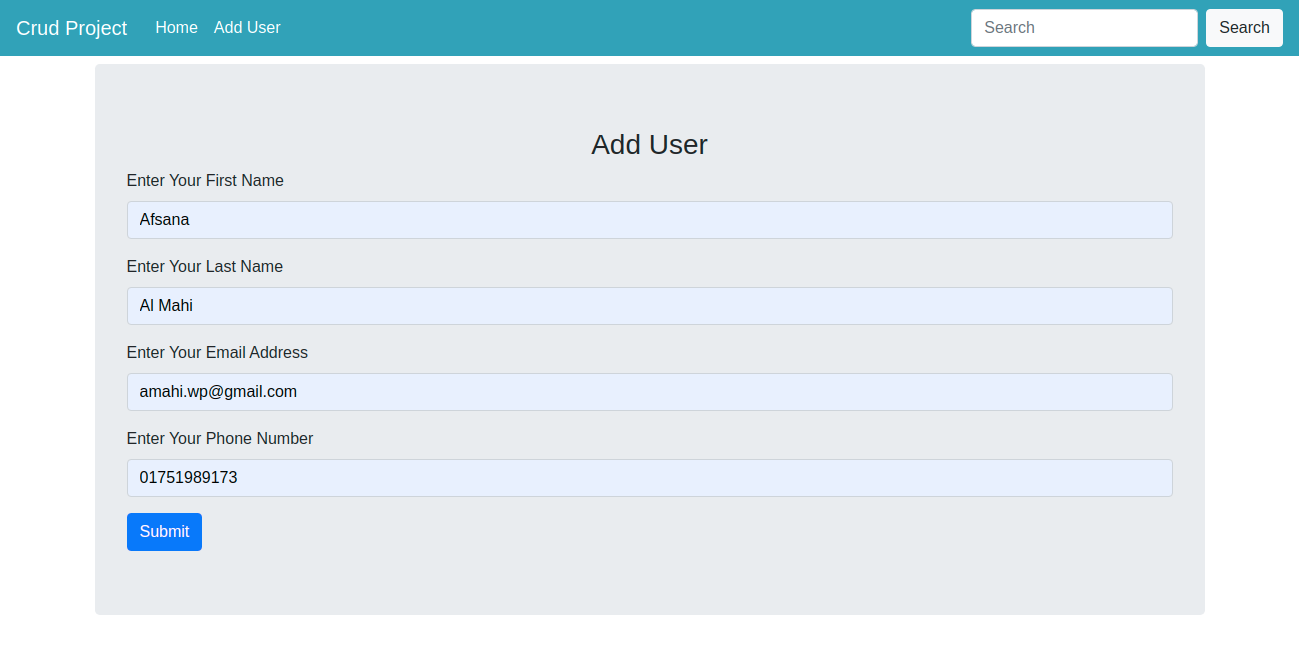 Crud Project Home Add User Search Search
Add User
Enter Your First Name
Afsana
Enter Your Last Name
Al Mahi
Enter Your Email Address
amahi.wp@gmail.com
Enter Your Phone Number
01751989173
Submit